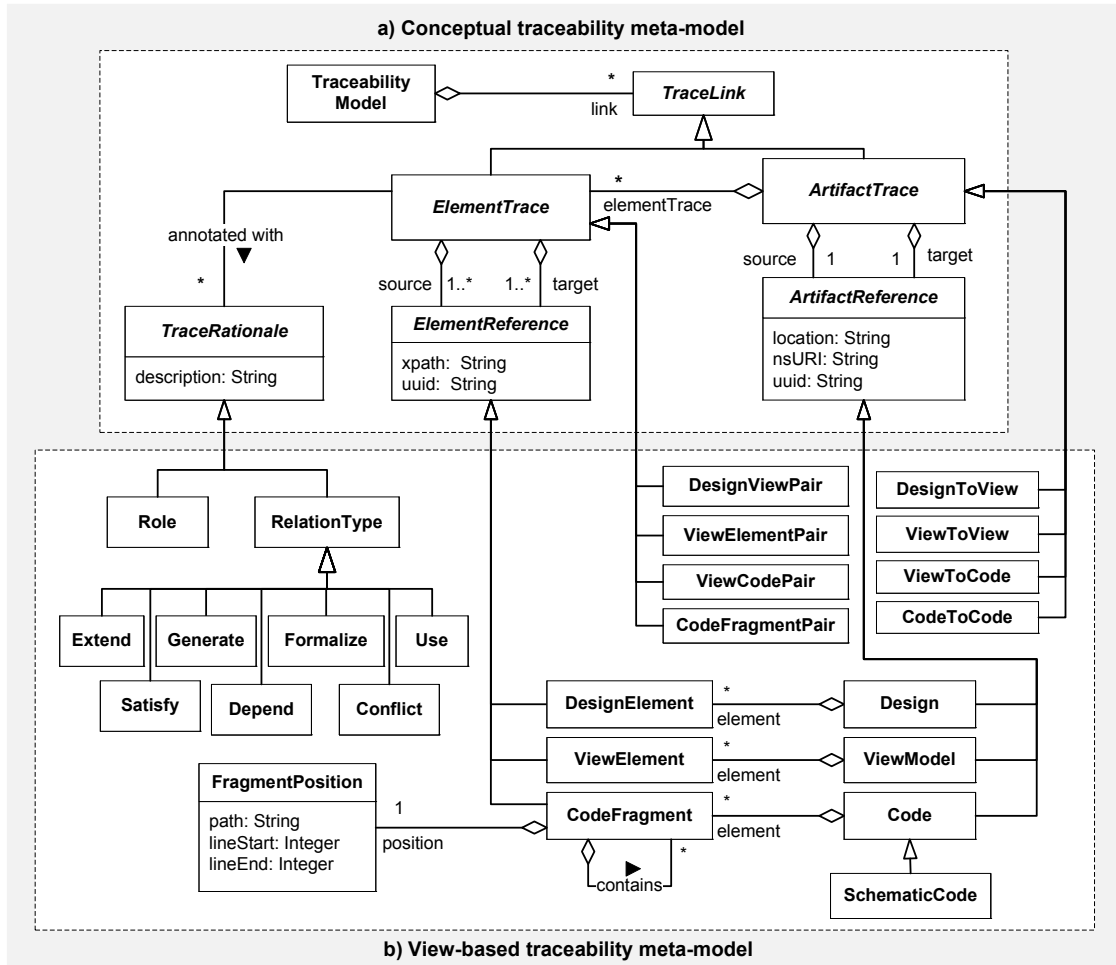 a) Conceptual traceability meta-model
Traceability
Model
*
link
TraceLink
ElementTrace
*
elementTrace
ArtifactTrace
annotated with
*
source
1..*
1..*
target
source
1
1
target
TraceRationale
description: String
ElementReference
xpath: String
uuid: String
ArtifactReference
location: String
nsURI: String
uuid: String
Role
RelationType
DesignViewPair
ViewElementPair
ViewCodePair
CodeFragmentPair
DesignToView
ViewToView
ViewToCode
CodeToCode
Extend
Generate
Formalize
Use
Satisfy
Depend
Conflict
DesignElement
*
element
Design
ViewElement
*
element
ViewModel
FragmentPosition
path: String
lineStart: Integer
lineEnd: Integer
1
position
CodeFragment
*
element
Code
*
contains
SchematicCode
b) View-based traceability meta-model